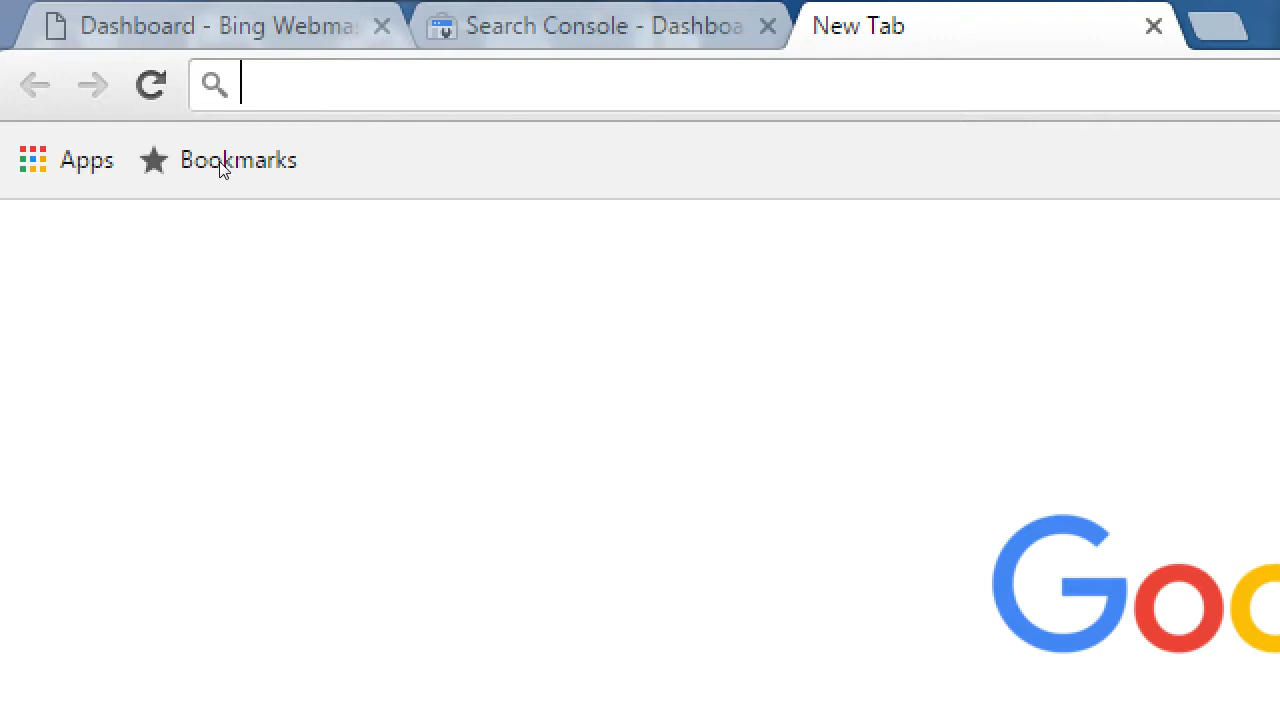 Dashboard - Bing Webma
Search Console - Dashboa
New Tab
Apps
Bookmarks
Goo